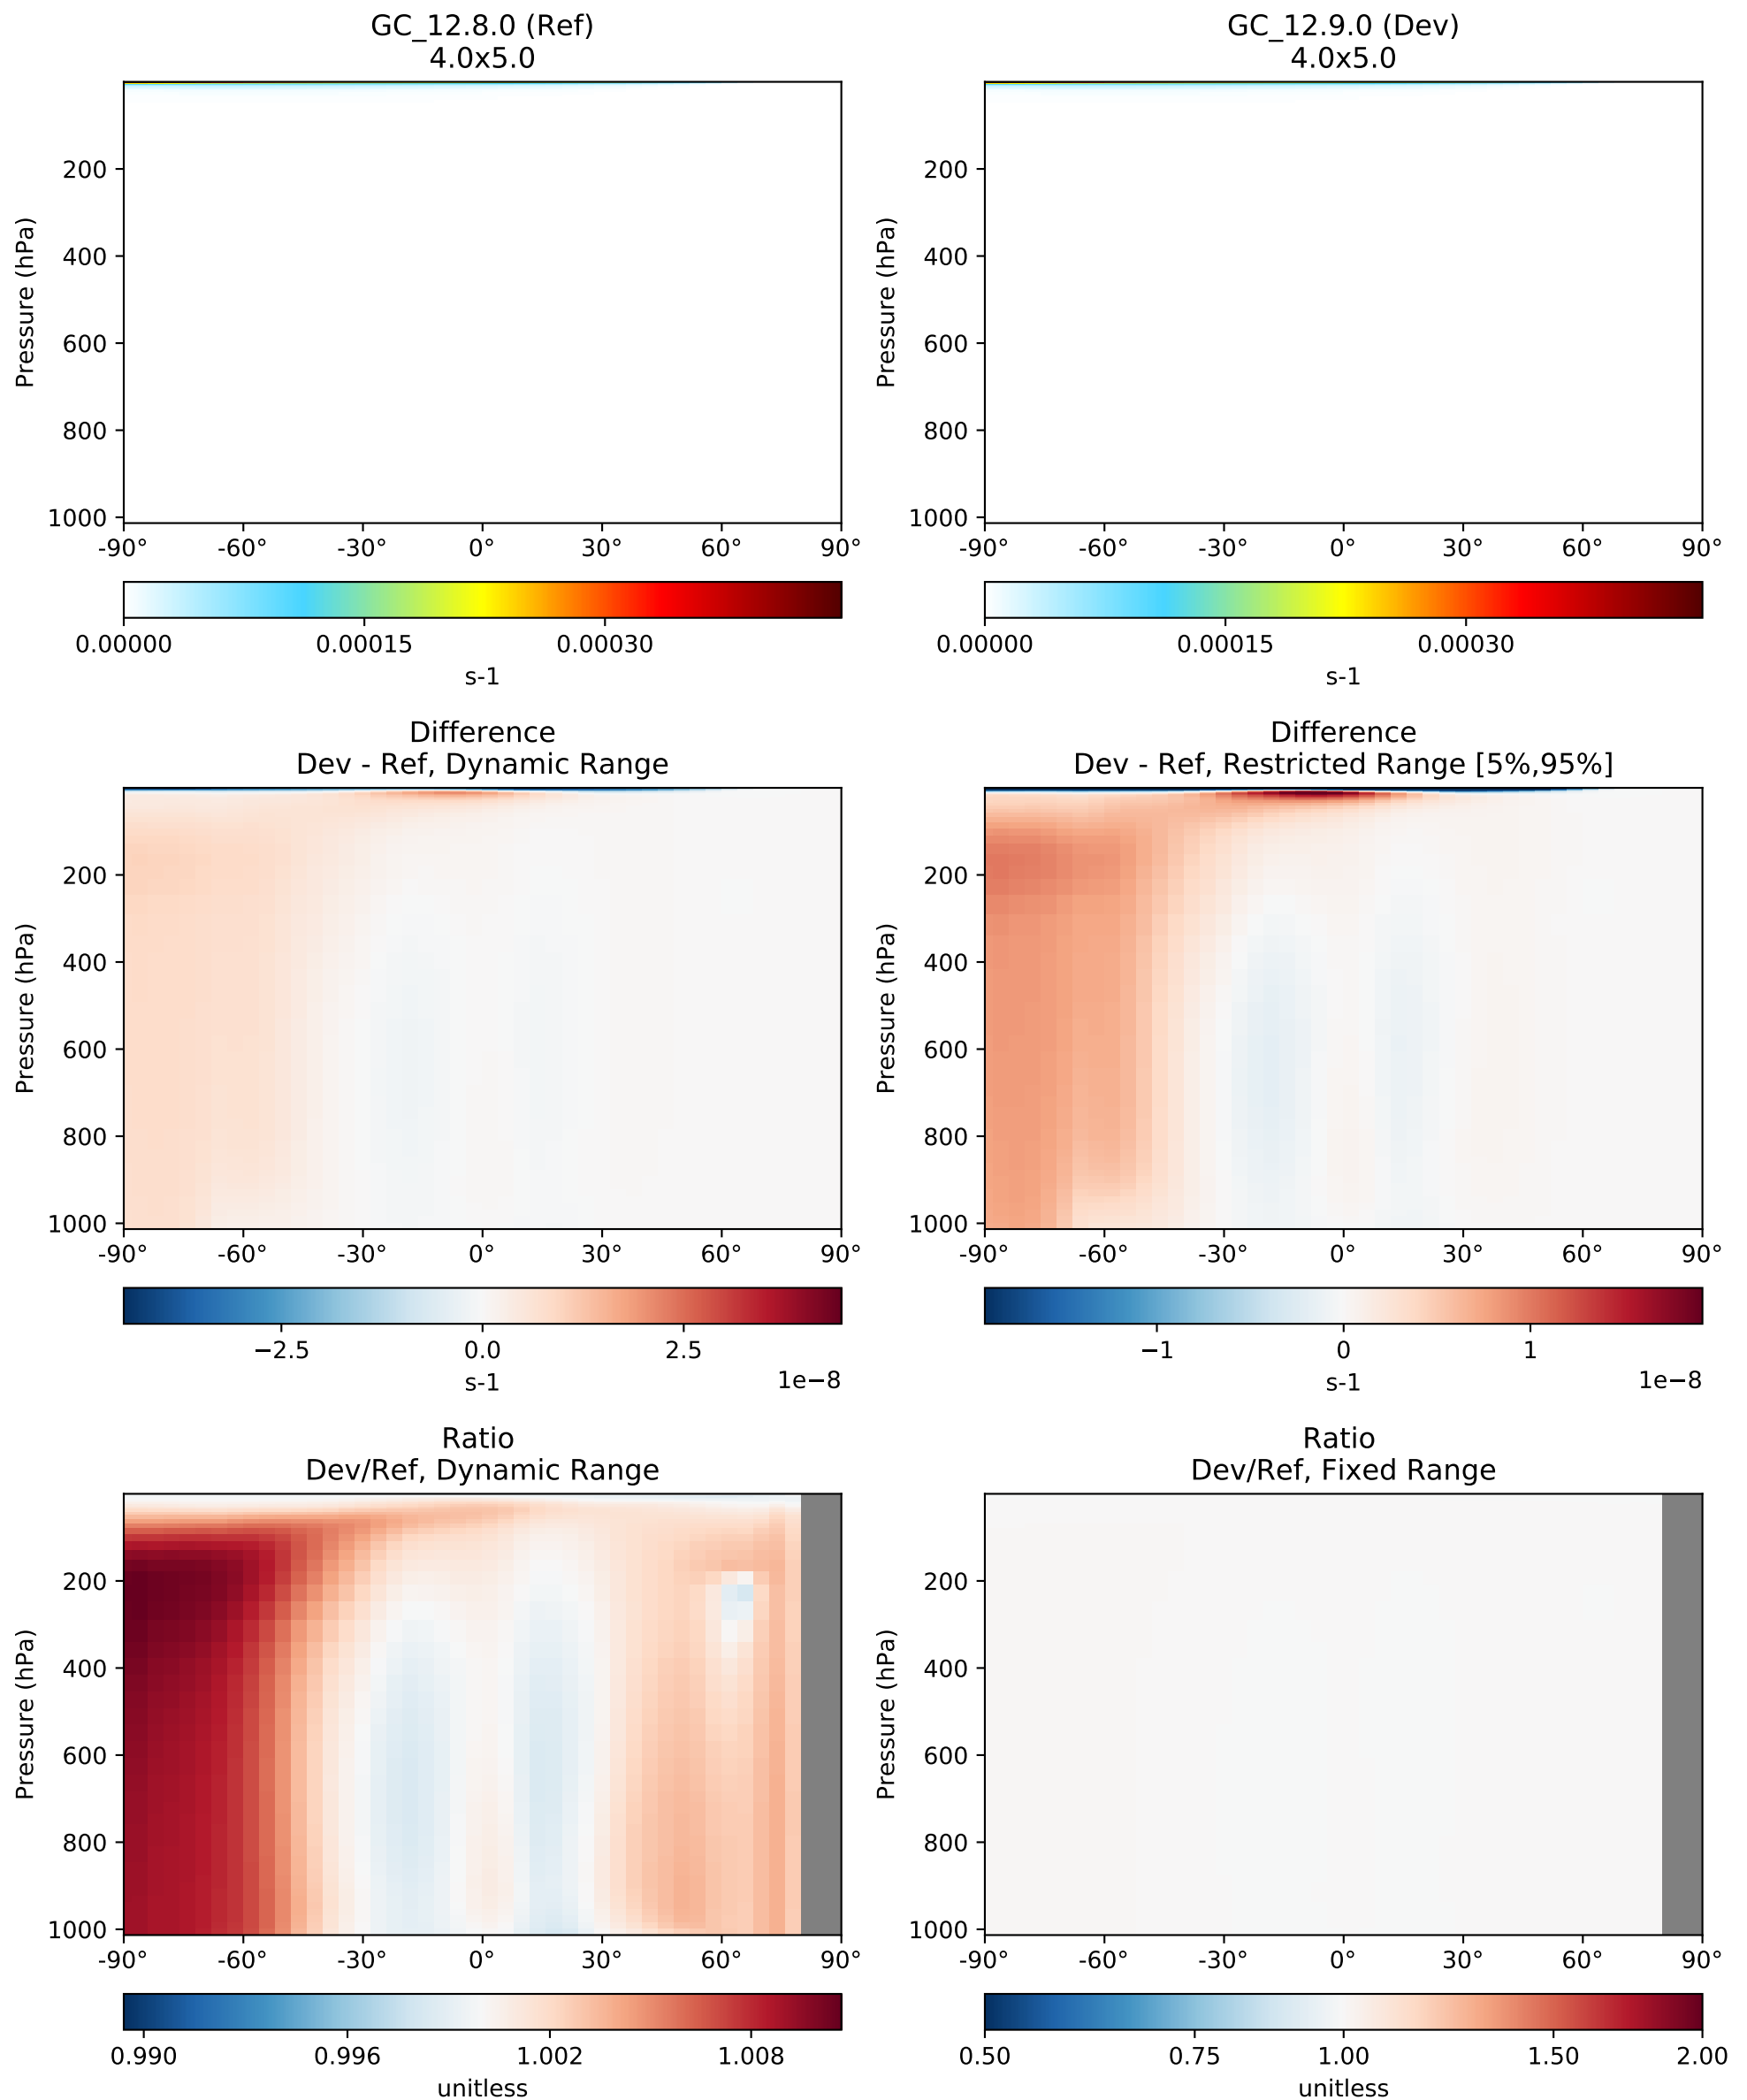 GC_12.8.0 (Ref)
4.0x5.0
Pressure (hPa)
200
400
600
800
1000
-90° -60° -30° 0° 30° 60° 90°
0.00000 0.00015 0.00030
s-1
GC_12.9.0 (Dev)
4.0x5.0
Pressure (hPa)
200
400
600
800
1000
-90° -60° -30° 0° 30° 60° 90°
0.00000 0.00015 0.00030
s-1
Difference
Dev - Ref, Dynamic Range
Pressure (hPa)
200
400
600
800
1000
-90° -60° -30° 0° 30° 60° 90°
−2.5 0.0 2.5
s-1 1e−8
Difference
Dev - Ref, Restricted Range [5%,95%]
Pressure (hPa)
200
400
600
800
1000
-90° -60° -30° 0° 30° 60° 90°
−1 0 1
s-1 1e−8
Ratio
Dev/Ref, Dynamic Range
Pressure (hPa)
200
400
600
800
1000
-90° -60° -30° 0° 30° 60° 90°
0.990 0.996 1.002 1.008
unitless
Ratio
Dev/Ref, Fixed Range
Pressure (hPa)
200
400
600
800
1000
-90° -60° -30° 0° 30° 60° 90°
0.50 0.75 1.00 1.50 2.00
unitless